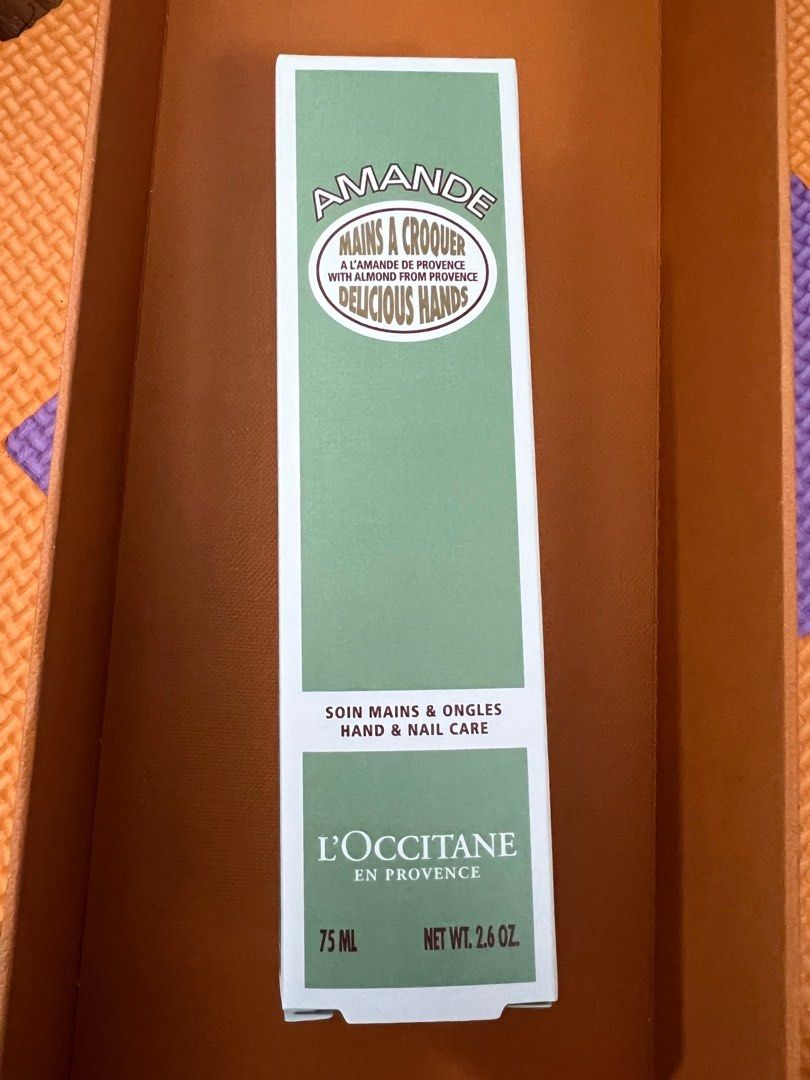 AMANDE
MAINS A CROQUER
A L'AMANDE DE PROVENCE
WITH ALMOND FROM PROVENCE
DELICIOUS HANDS
SOIN MAINS & ONGLES
HAND & NAIL CARE
L'OCCITANE
EN PROVENCE
75 ML NET WT. 2.6 OZ.